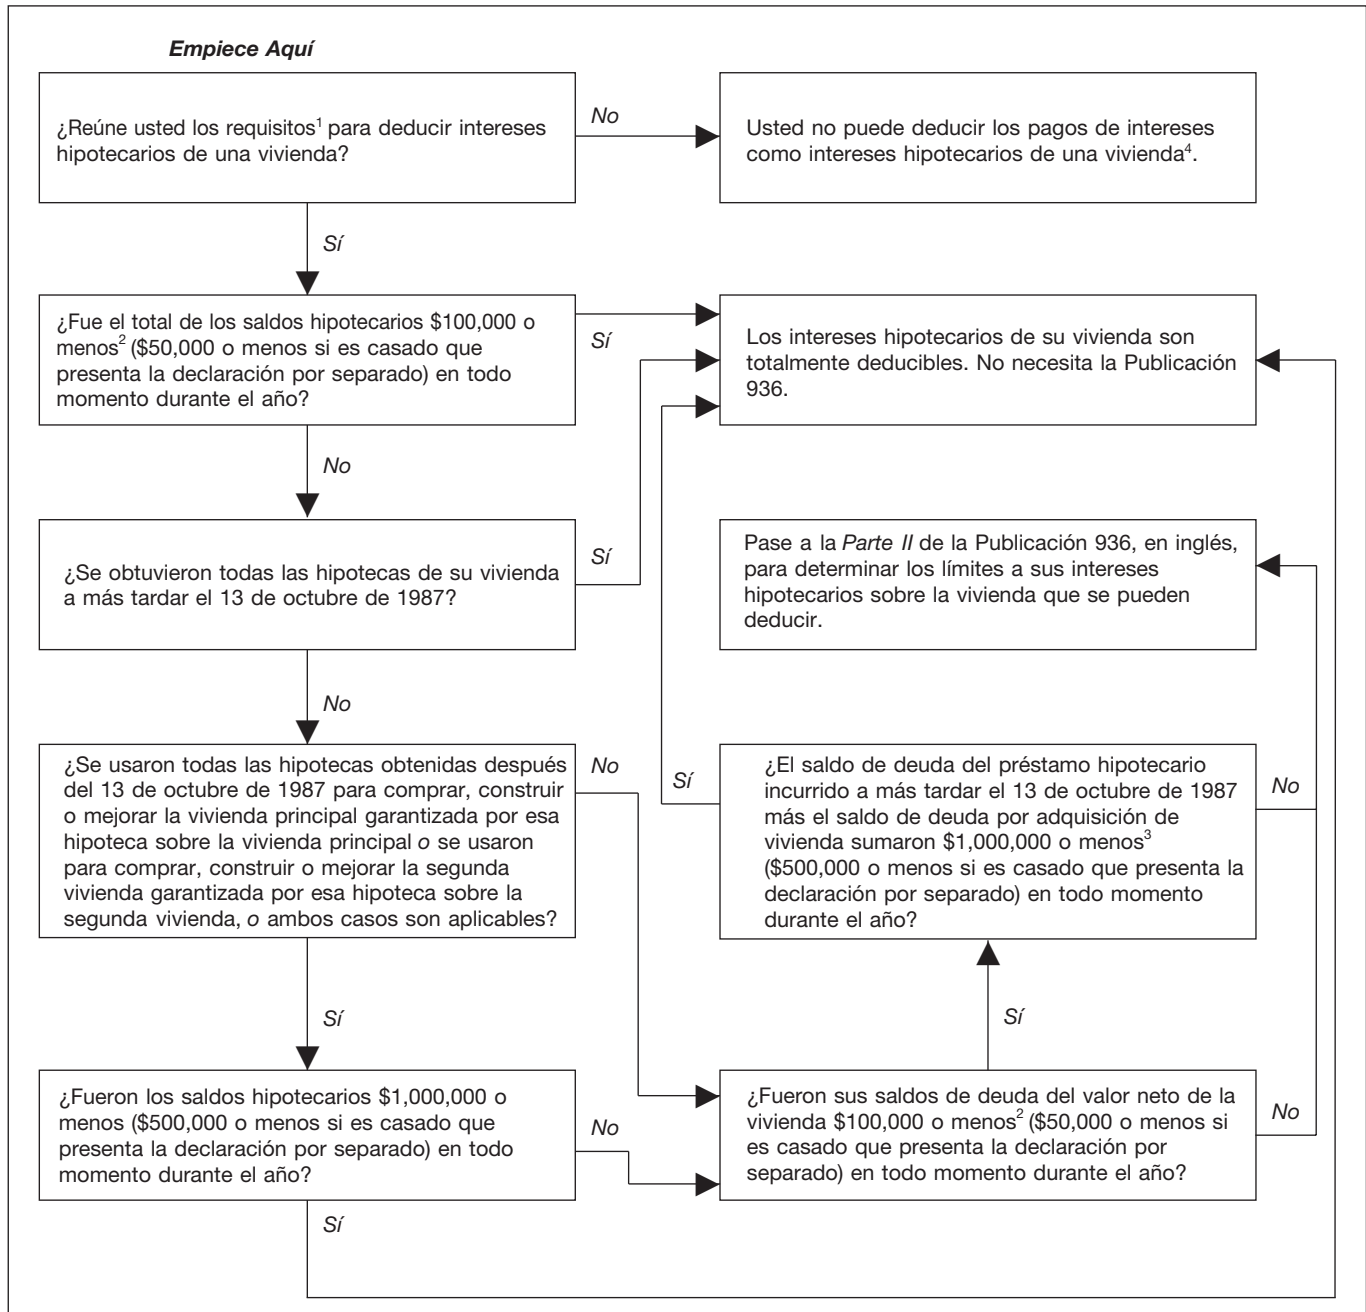 Empiece Aquí
¿Reúne usted los requisitos¹ para deducir intereses
hipotecarios de una vivienda?
No
Usted no puede deducir los pagos de intereses
como intereses hipotecarios de una vivienda⁴.
Sí
¿Fue el total de los saldos hipotecarios $100,000 o
menos² ($50,000 o menos si es casado que
presenta la declaración por separado) en todo
momento durante el año?
Sí
Los intereses hipotecarios de su vivienda son
totalmente deducibles. No necesita la Publicación
936.
No
¿Se obtuvieron todas las hipotecas de su vivienda
a más tardar el 13 de octubre de 1987?
Sí
Pase a la Parte II de la Publicación 936, en inglés,
para determinar los límites a sus intereses
hipotecarios sobre la vivienda que se pueden
deducir.
No
¿Se usaron todas las hipotecas obtenidas después
del 13 de octubre de 1987 para comprar, construir
o mejorar la vivienda principal garantizada por esa
hipoteca sobre la vivienda principal o se usaron
para comprar, construir o mejorar la segunda
vivienda garantizada por esa hipoteca sobre la
segunda vivienda, o ambos casos son aplicables?
No
Sí
¿El saldo de deuda del préstamo hipotecario
incurrido a más tardar el 13 de octubre de 1987
más el saldo de deuda por adquisición de
vivienda sumaron $1,000,000 o menos³
($500,000 o menos si es casado que presenta la
declaración por separado) en todo momento
durante el año?
No
Sí
Sí
¿Fueron los saldos hipotecarios $1,000,000 o
menos ($500,000 o menos si es casado que
presenta la declaración por separado) en todo
momento durante el año?
No
¿Fueron sus saldos de deuda del valor neto de la
vivienda $100,000 o menos² ($50,000 o menos si
es casado que presenta la declaración por
separado) en todo momento durante el año?
No
Sí